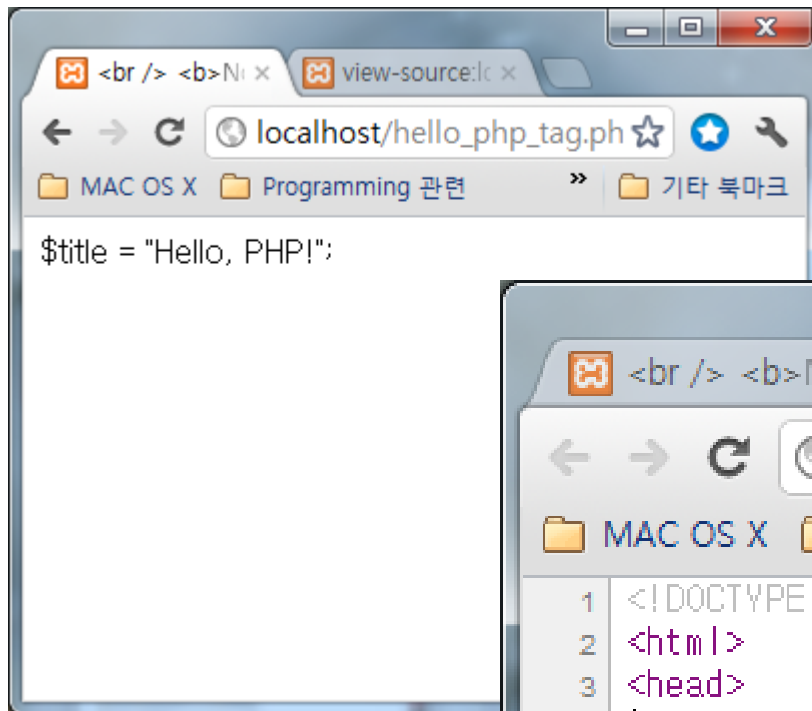 <br /> <b>N
view-source:lc
localhost/hello_php_tag.ph
MAC OS X Programming 관련 » 기타 북마크
$title = "Hello, PHP!";
<br /> <b>N
MAC OS X
1 <!DOCTYPE
2 <html>
3 <head>